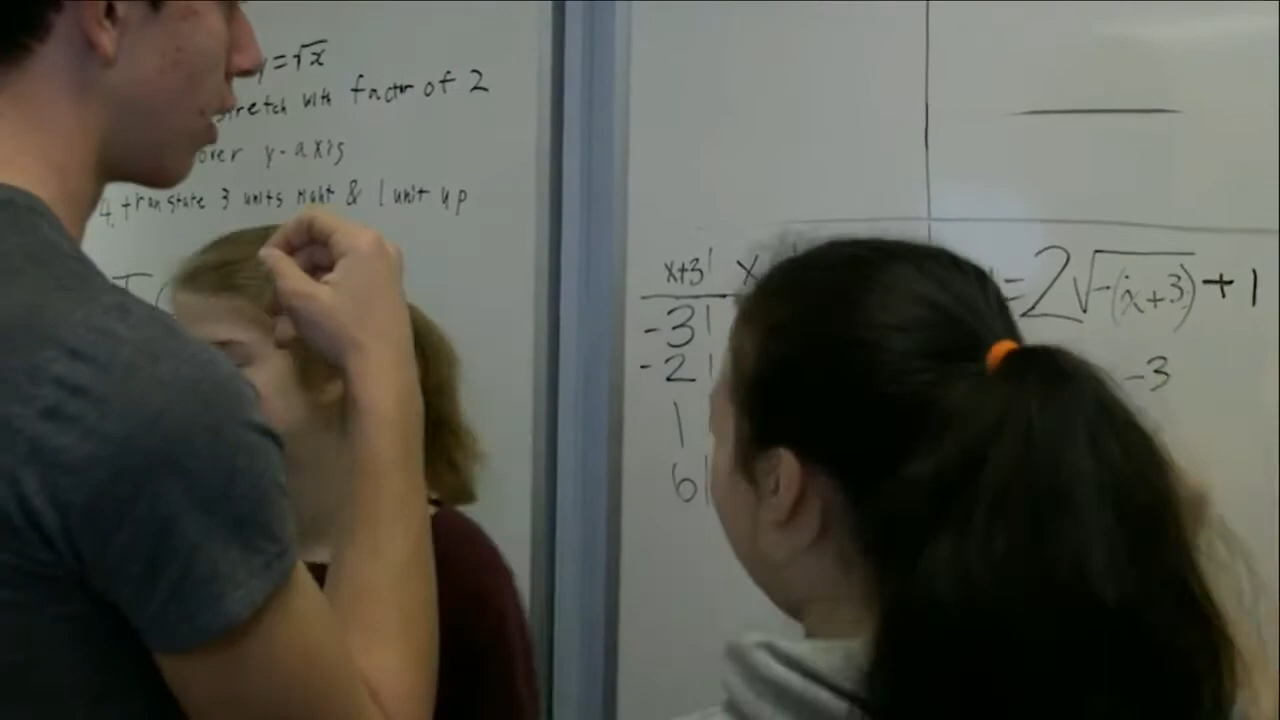 y=√x
stretch with factor of 2
over y-axis
4. translate 3 units right & 1 unit up
x+3 x
-3
-2
1
6
=2√-(x+3) + 1
-3